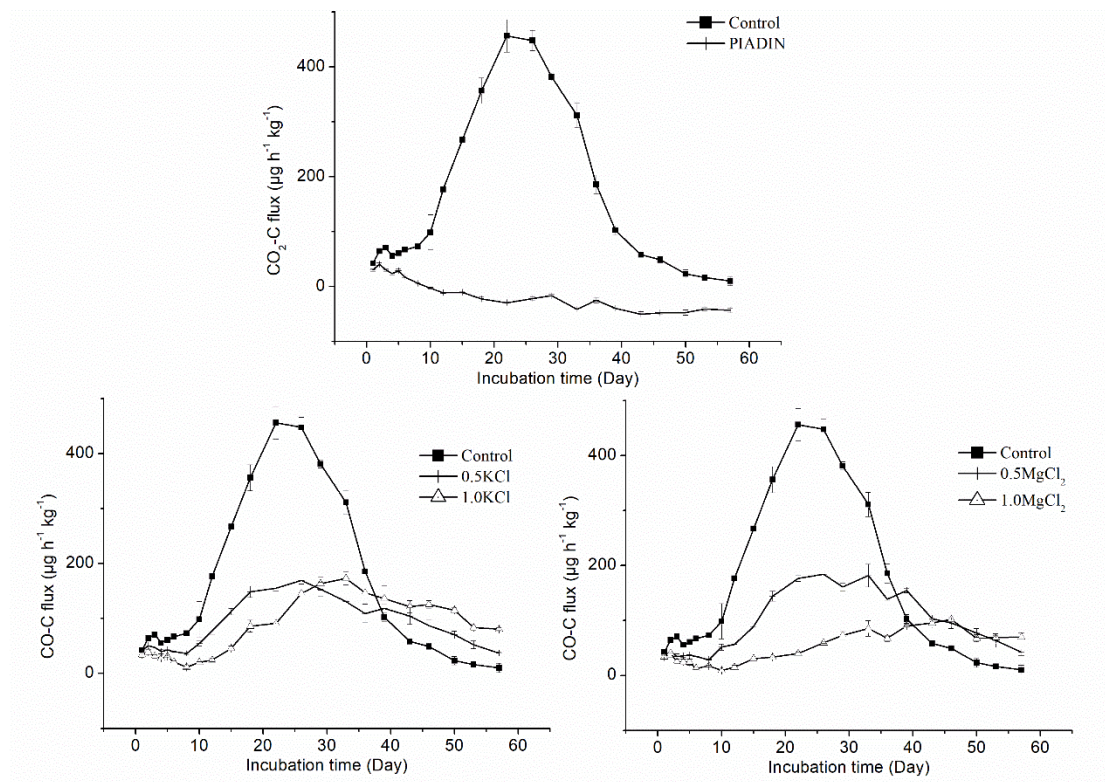 Control
PIADIN
400
200
0
CO₂-C flux (µg h⁻¹ kg⁻¹)
0 10 20 30 40 50 60
Incubation time (Day)
Control
0.5KCl
1.0KCl
400
200
0
CO-C flux (µg h⁻¹ kg⁻¹)
0 10 20 30 40 50 60
Incubation time (Day)
Control
0.5MgCl₂
1.0MgCl₂
400
200
0
CO-C flux (µg h⁻¹ kg⁻¹)
0 10 20 30 40 50 60
Incubation time (Day)